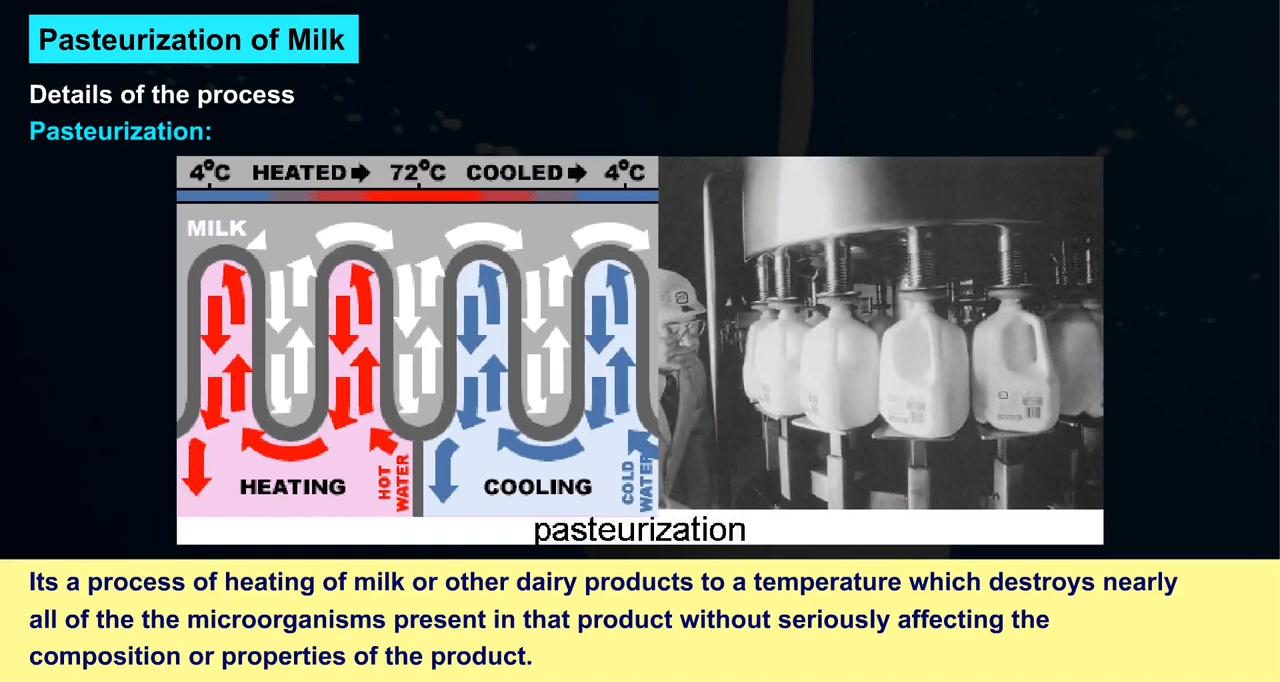 Pasteurization of Milk
Details of the process
Pasteurization:
4°C HEATED 72°C COOLED 4°C
MILK
HOT WATER
COLD WATER
HEATING
COOLING
pasteurization
Its a process of heating of milk or other dairy products to a temperature which destroys nearly
all of the the microorganisms present in that product without seriously affecting the
composition or properties of the product.